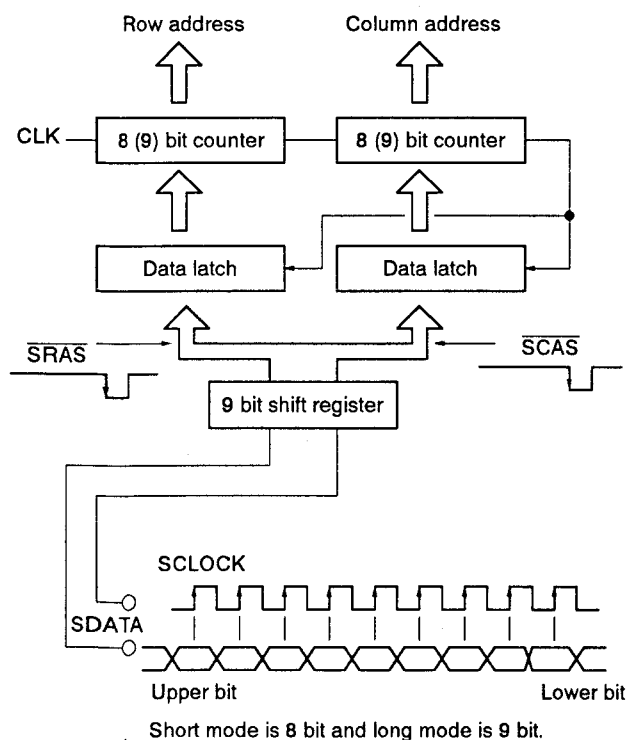 Row address
Column address
CLK
8 (9) bit counter
8 (9) bit counter
Data latch
Data latch
SRAS
SCAS
9 bit shift register
SCLOCK
SDATA
Upper bit
Lower bit
Short mode is 8 bit and long mode is 9 bit.